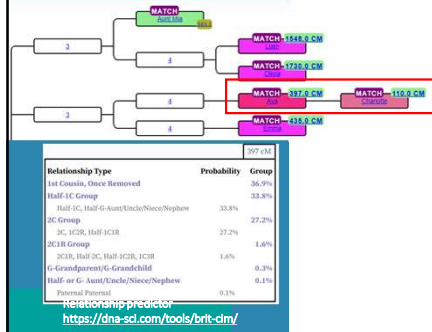 MATCH
Aunt Mia
3
4
MATCH 1548.0 CM
Liam
MATCH 1730.0 CM
Olivia
3
4
MATCH 397.0 CM
Ava
MATCH 110.0 CM
Charlotte
4
MATCH 435.0 CM
Emma
397 cM
Relationship Type Probability Group
1st Cousin, Once Removed 36.9%
Half-1C Group 33.8%
Half-1C, Half-G-Aunt/Uncle/Niece/Nephew 33.8%
2C Group 27.2%
2C, 1C2R, Half-1C1R 27.2%
2C1R Group 1.6%
2C1R, Half-2C, Half-1C2R, 1C3R 1.6%
G-Grandparent/G-Grandchild 0.3%
Half- or G- Aunt/Uncle/Niece/Nephew 0.1%
Paternal Paternal 0.1%
Relationship predictor
https://dna-sci.com/tools/brit-cim/